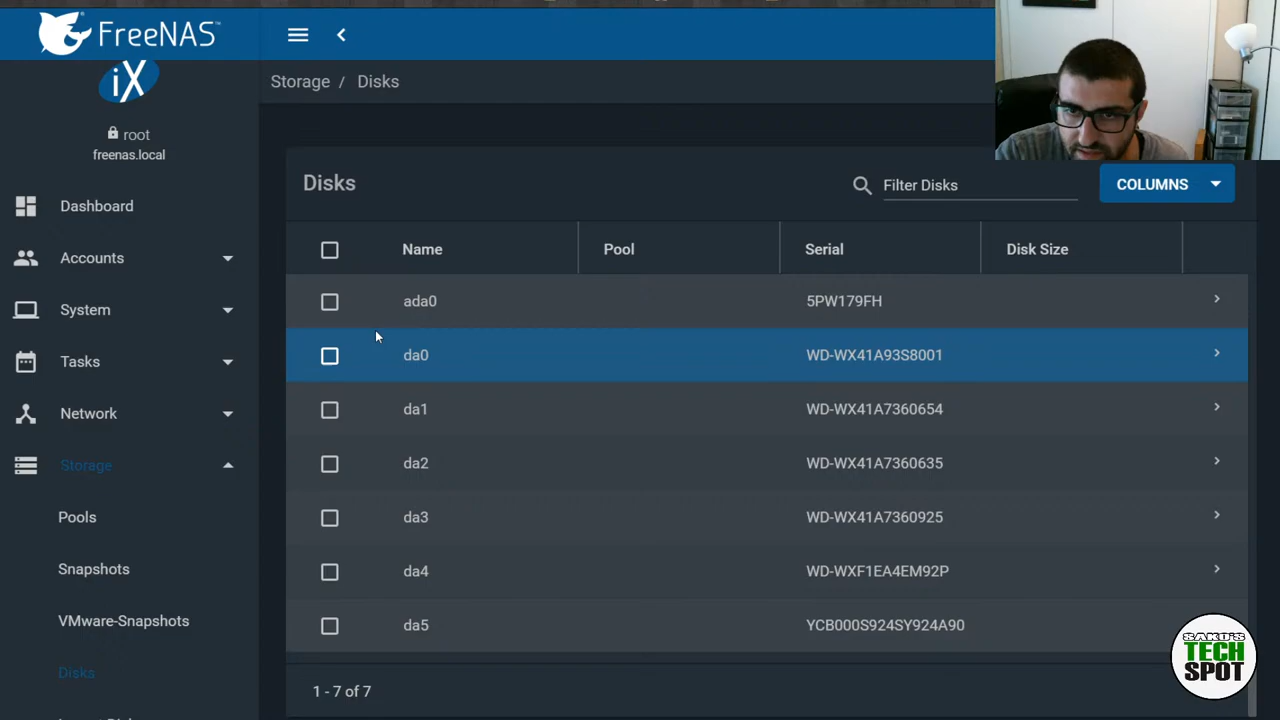 FreeNAS™
iX
root
freenas.local
Dashboard
Accounts
System
Tasks
Network
Storage
Pools
Snapshots
VMware-Snapshots
Disks
Storage / Disks
Disks
Filter Disks
COLUMNS
Name Pool Serial Disk Size
ada0 5PW179FH
da0 WD-WX41A93S8001
da1 WD-WX41A7360654
da2 WD-WX41A7360635
da3 WD-WX41A7360925
da4 WD-WXF1EA4EM92P
da5 YCB000S924SY924A90
1 - 7 of 7
SAKO'S
TECH
SPOT